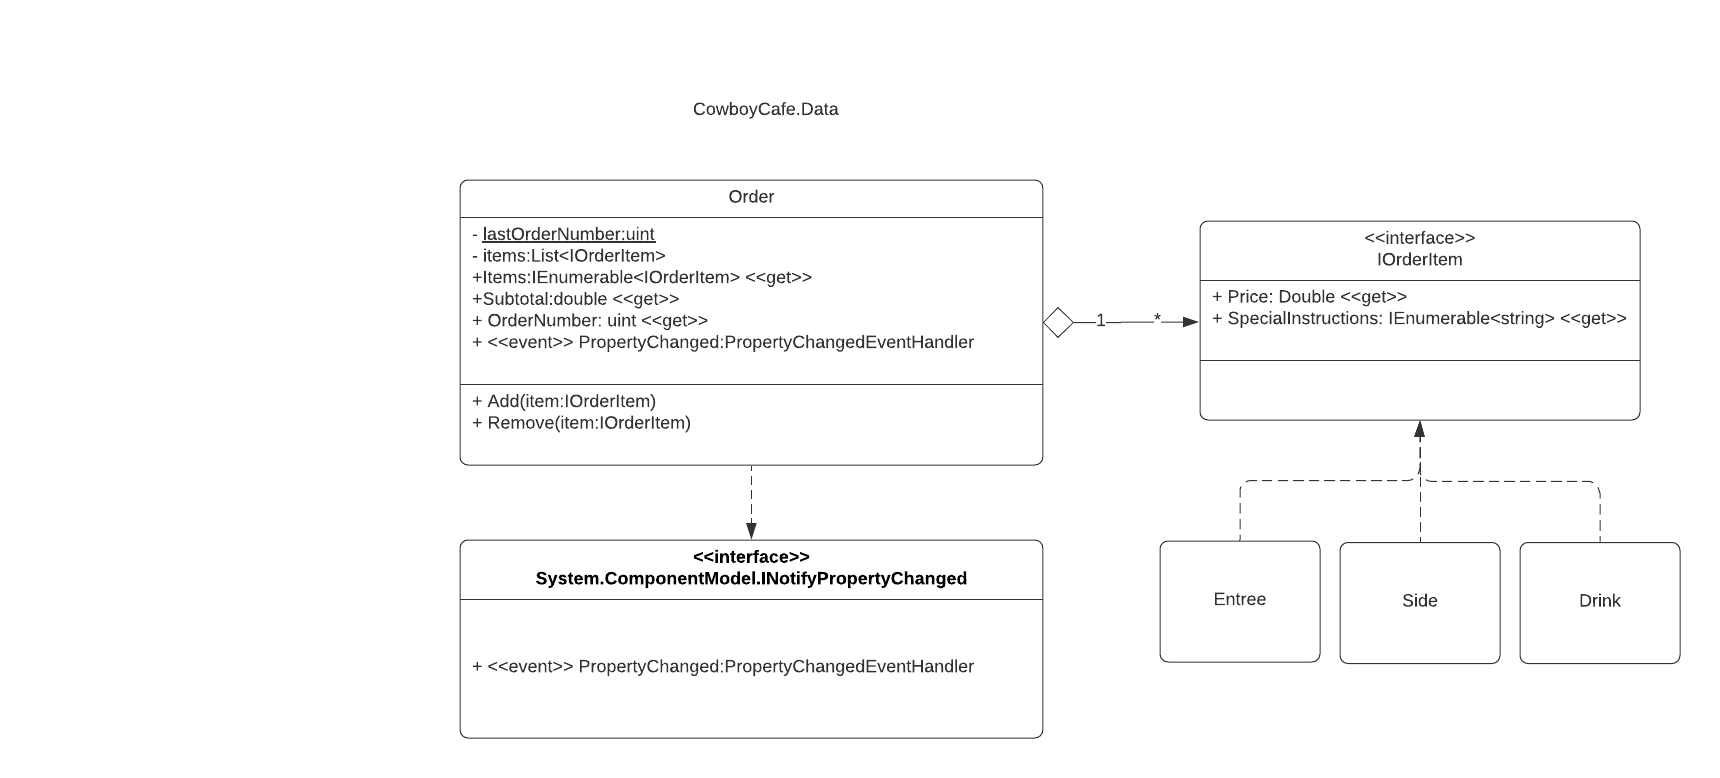 CowboyCafe.Data
Order
- lastOrderNumber:uint
- items:List<IOrderItem>
+Items:IEnumerable<IOrderItem> <<get>>
+Subtotal:double <<get>>
+ OrderNumber: uint <<get>>
+ <<event>> PropertyChanged:PropertyChangedEventHandler
+ Add(item:IOrderItem)
+ Remove(item:IOrderItem)
1
*
<<interface>>
IOrderItem
+ Price: Double <<get>>
+ SpecialInstructions: IEnumerable<string> <<get>>
<<interface>>
System.ComponentModel.INotifyPropertyChanged
+ <<event>> PropertyChanged:PropertyChangedEventHandler
Entree
Side
Drink